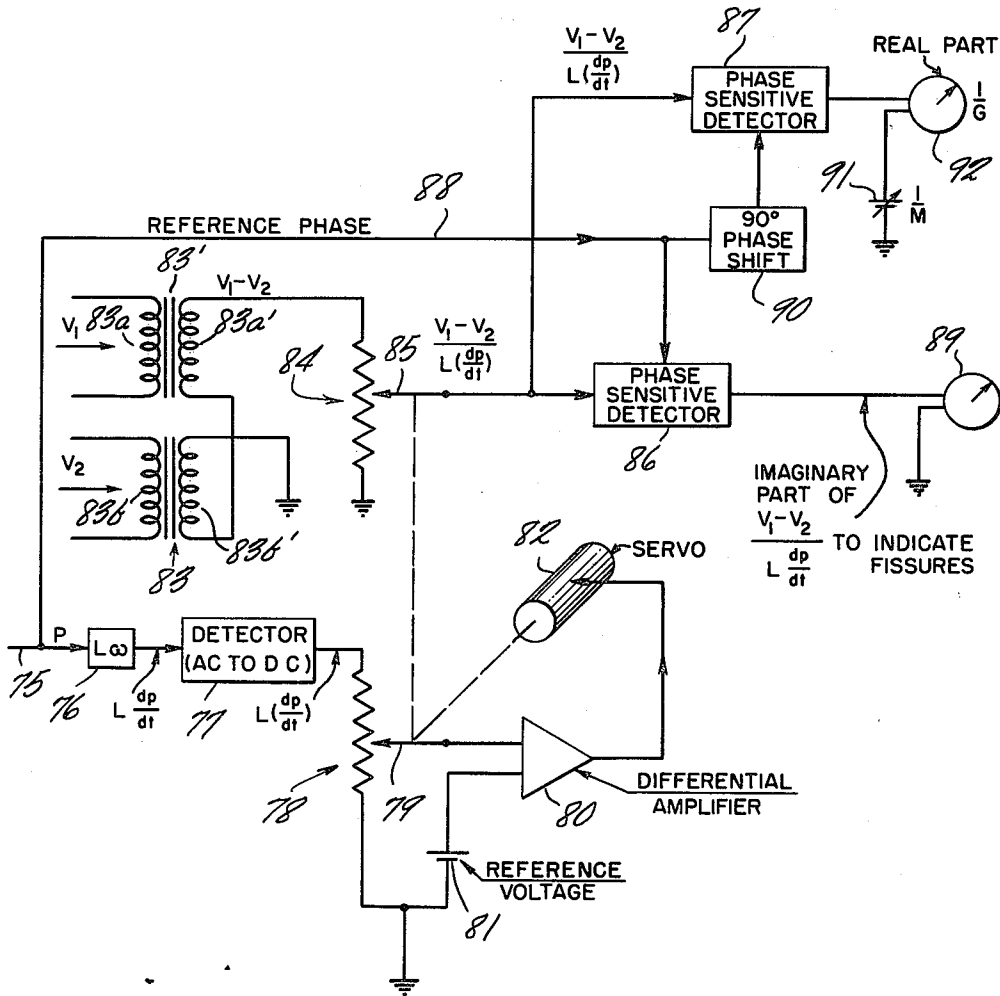 87
V₁ – V₂
L(dp/dt)
PHASE
SENSITIVE
DETECTOR
REAL PART
1/G
92
91
1/M
88
REFERENCE PHASE
90°
PHASE
SHIFT
90
83'
V₁–V₂
V₁
83a
83a'
84
85
V₁ – V₂
L(dp/dt)
PHASE
SENSITIVE
DETECTOR
86
89
V₂
83b'
83b'
83
IMAGINARY
PART OF
V₁–V₂
L dp/dt
TO INDICATE
FISSURES
82
SERVO
P
75
Lω
76
L dp/dt
DETECTOR
(AC TO DC)
77
L(dp/dt)
78
79
80
DIFFERENTIAL
AMPLIFIER
REFERENCE
VOLTAGE
81